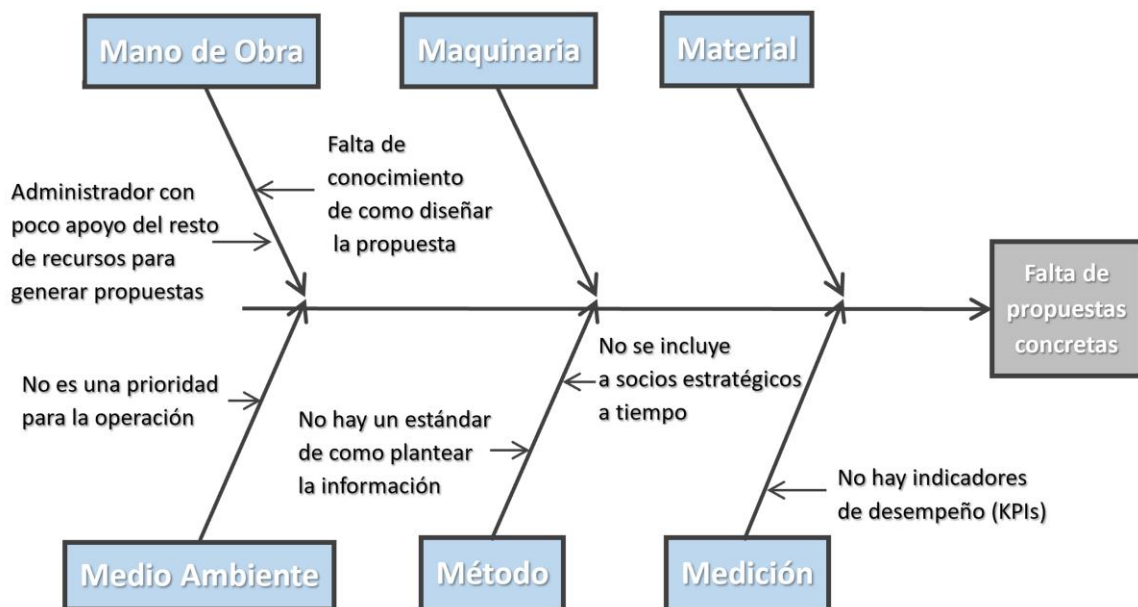 Mano de Obra
Maquinaria
Material
Falta de
conocimiento
de como diseñar
la propuesta
Administrador con
poco apoyo del resto
de recursos para
generar propuestas
Falta de
propuestas
concretas
No se incluye
a socios estratégicos
a tiempo
No es una prioridad
para la operación
No hay un estándar
de como plantear
la información
No hay indicadores
de desempeño (KPIs)
Medio Ambiente
Método
Medición